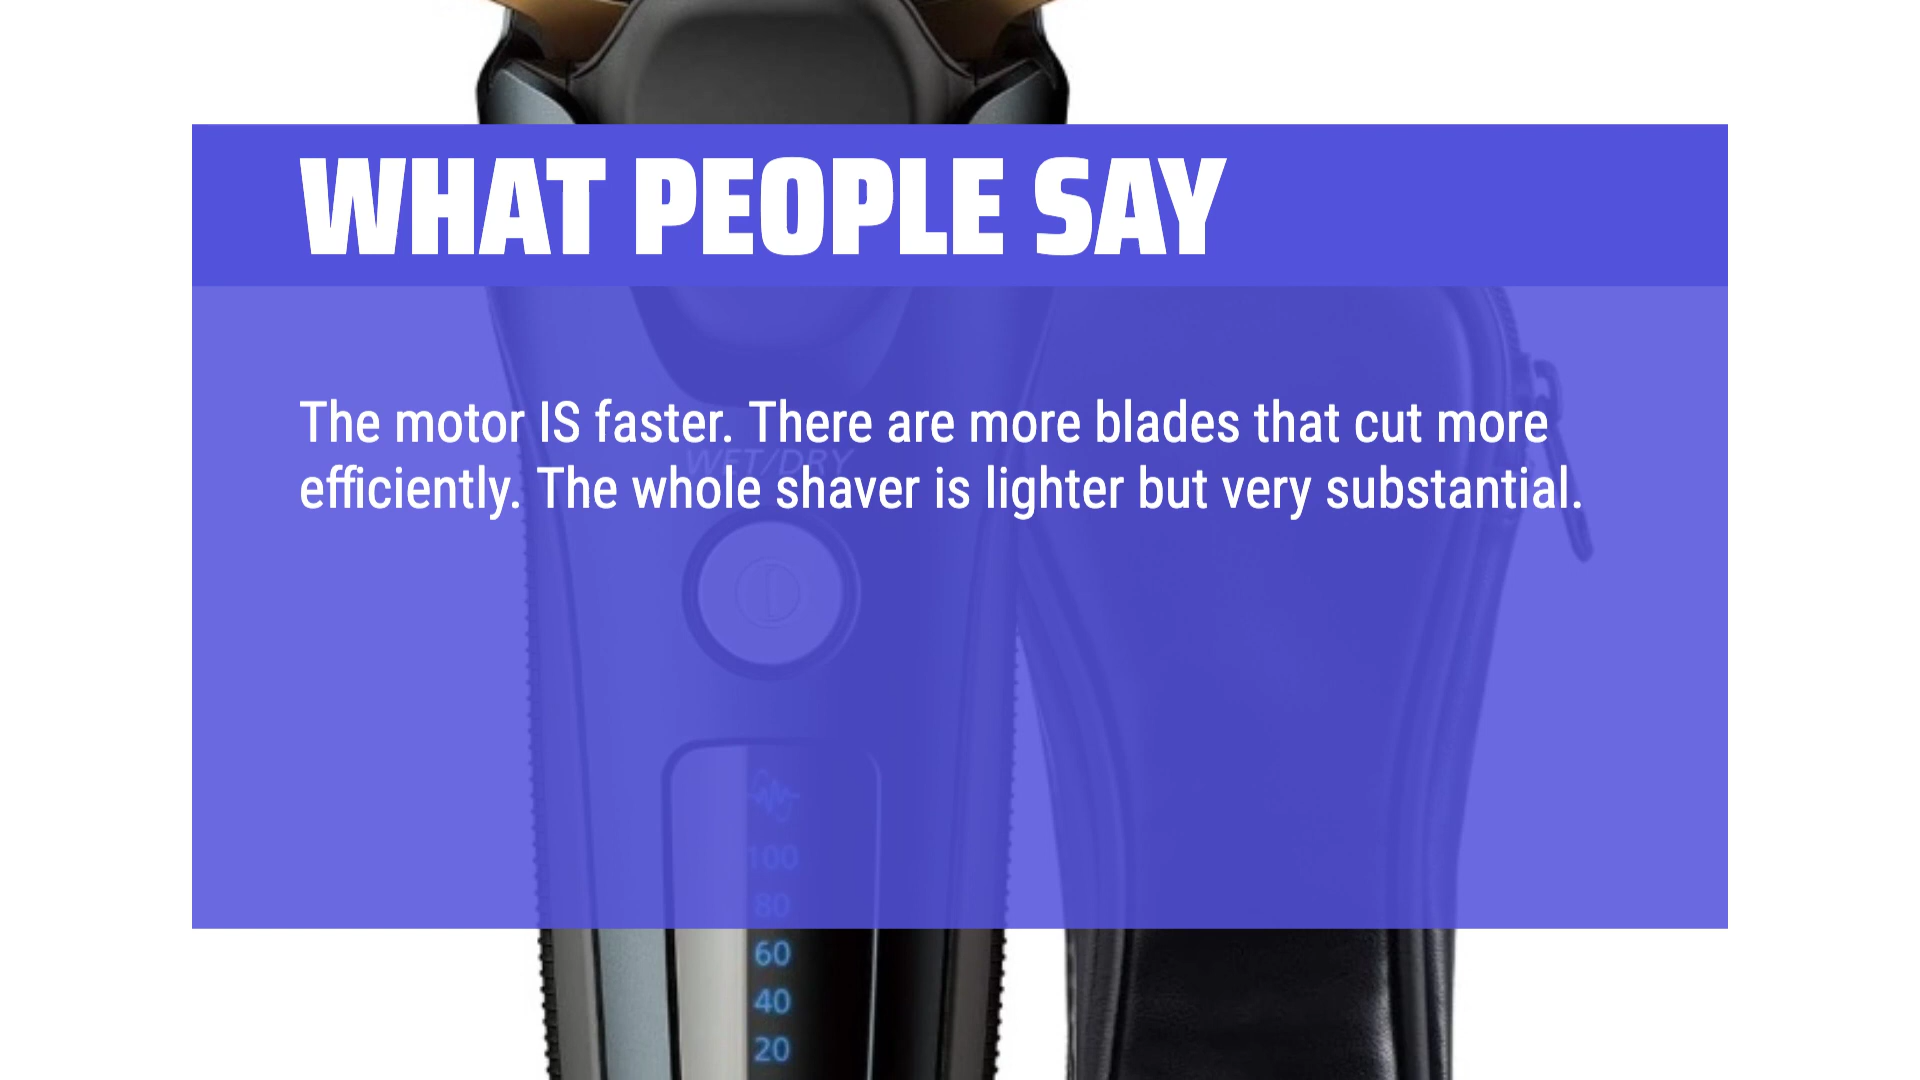 WHAT PEOPLE SAY
The motor IS faster. There are more blades that cut more
efficiently. The whole shaver is lighter but very substantial.
WET/DRY
100
80
60
40
20